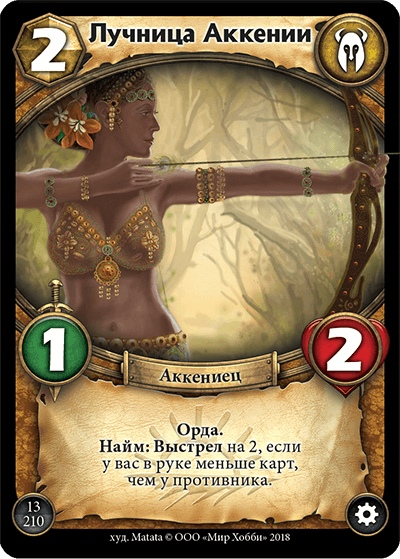 2
Лучница Аккении
1
2
Аккениец
Орда.
Найм: Выстрел на 2, если
у вас в руке меньше карт,
чем у противника.
13
210
худ. Matata © ООО «Мир Хобби» 2018